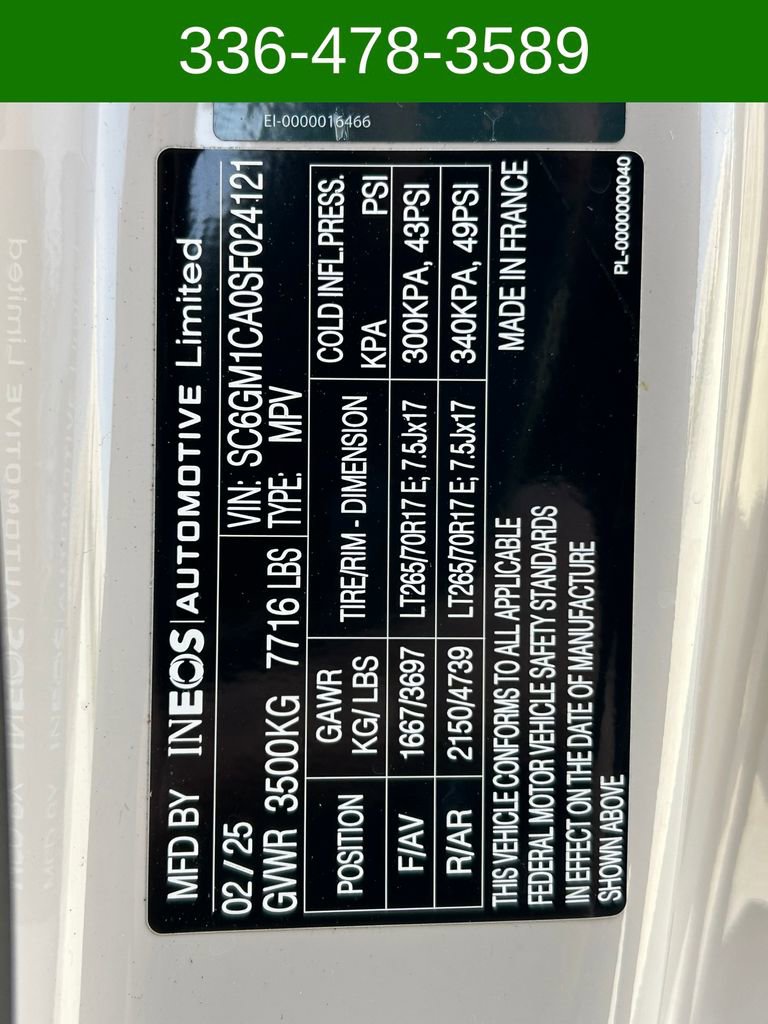 336-478-3589
EI-0000016466
MFD BY INEOS | AUTOMOTIVE Limited
02 / 25 VIN: SC6GM1CA0SF024121
GVWR 3500KG 7716 LBS TYPE: MPV
POSITION GAWR KG/ LBS TIRE/RIM - DIMENSION COLD INFL.PRESS. KPA PSI
F/AV 1667/3697 LT265/70R17 E; 7.5Jx17 300KPA, 43PSI
R/AR 2150/4739 LT265/70R17 E; 7.5Jx17 340KPA, 49PSI
THIS VEHICLE CONFORMS TO ALL APPLICABLE MADE IN FRANCE
FEDERAL MOTOR VEHICLE SAFETY STANDARDS
IN EFFECT ON THE DATE OF MANUFACTURE
SHOWN ABOVE
PL-0000000040